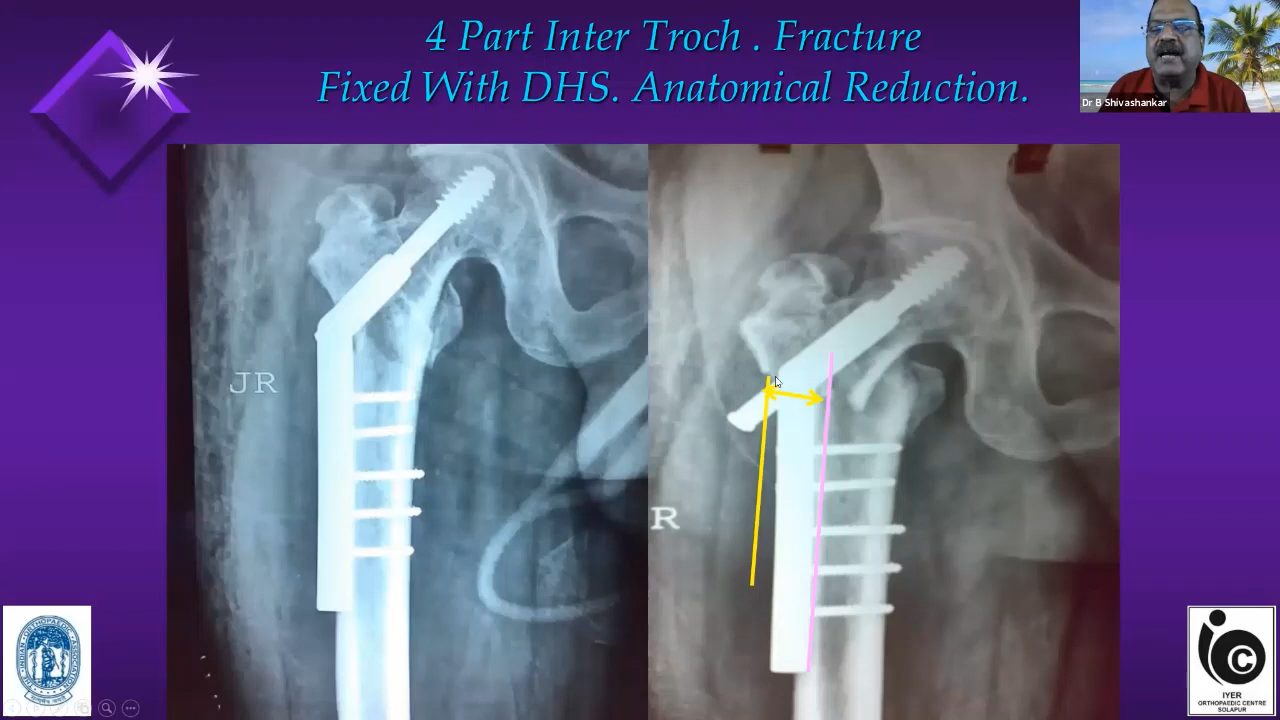 4 Part Inter Troch . Fracture
Fixed With DHS. Anatomical Reduction.
Dr B Shivashankar
JR
R
IYER
ORTHOPAEDIC CENTRE
SOLAPUR